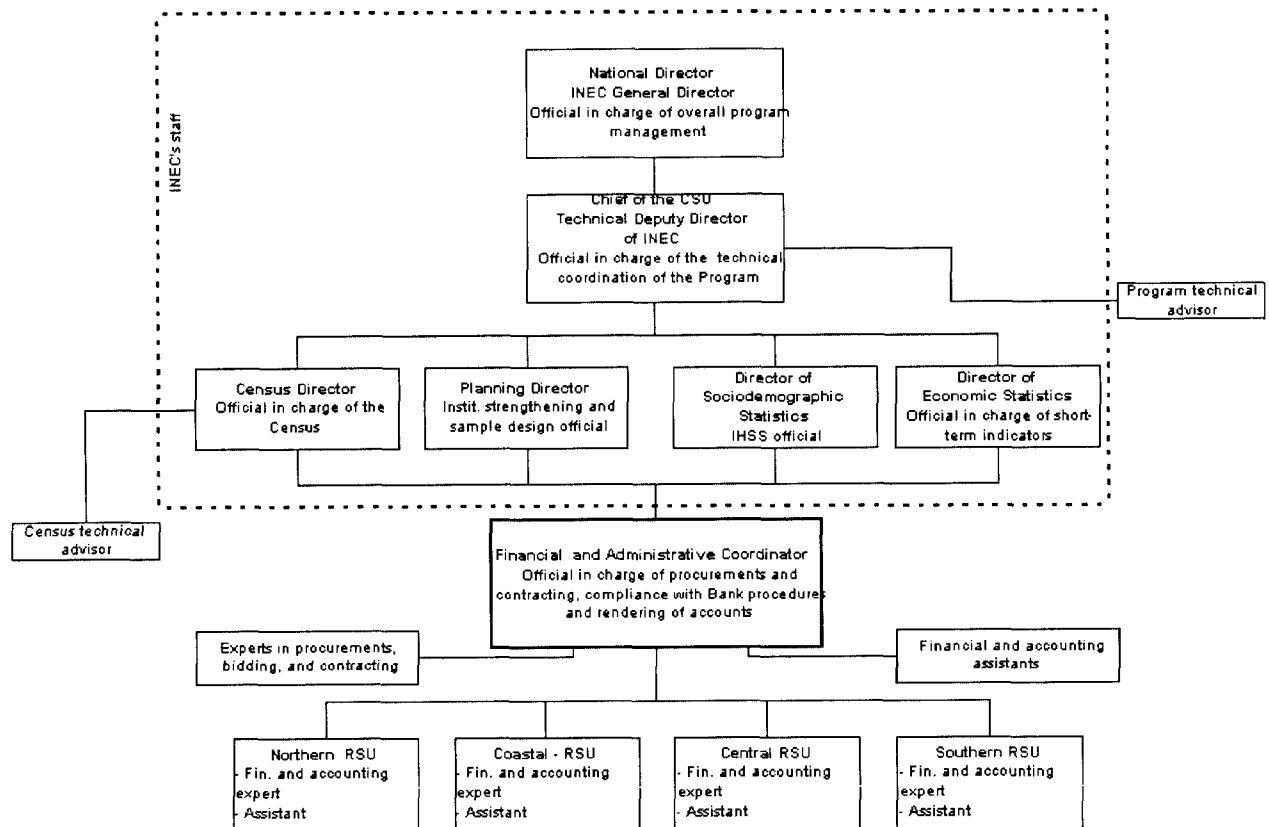 INEC's staff
National Director
INEC General Director
Official in charge of overall program
management
Chief of the CSU
Technical Deputy Director
of INEC
Official in charge of the technical
coordination of the Program
Program technical
advisor
Census Director
Official in charge of the
Census
Planning Director
Instit. strengthening and
sample design official
Director of
Sociodemographic
Statistics
IHSS official
Director of
Economic Statistics
Official in charge of short-
term indicators
Census technical
advisor
Financial and Administrative Coordinator
Official in charge of procurements and
contracting, compliance with Bank procedures
and rendering of accounts
Experts in procurements,
bidding, and contracting
Financial and accounting
assistants
Northern RSU
- Fin. and accounting
expert
- Assistant
Coastal - RSU
- Fin. and accounting
expert
- Assistant
Central RSU
- Fin. and accounting
expert
- Assistant
Southern RSU
- Fin. and accounting
expert
- Assistant